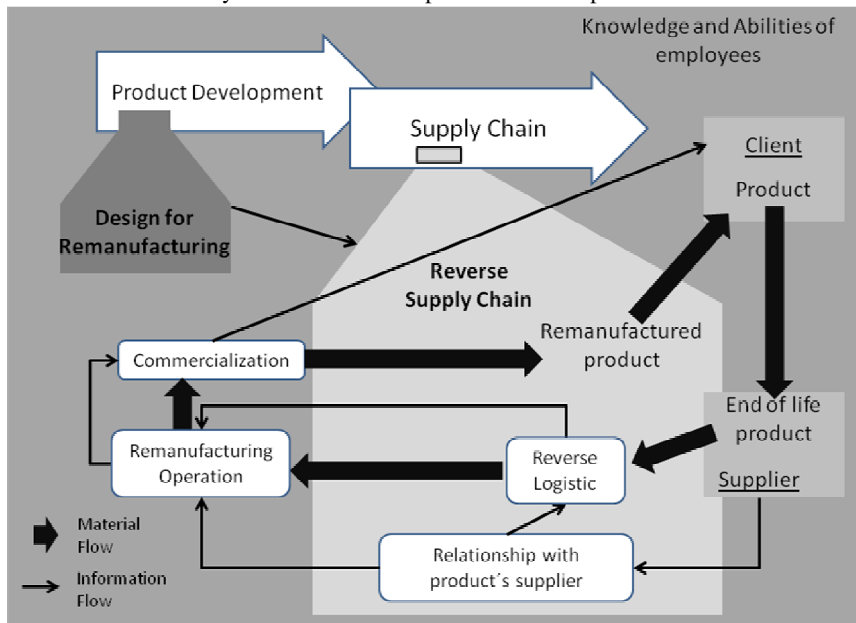 Knowledge and Abilities of
employees
Product Development
Supply Chain
Client
Product
Design for
Remanufacturing
Reverse
Supply Chain
Remanufactured
product
Commercialization
End of life
product
Supplier
Remanufacturing
Operation
Reverse
Logistic
Relationship with
product´s supplier
Material
Flow
Information
Flow